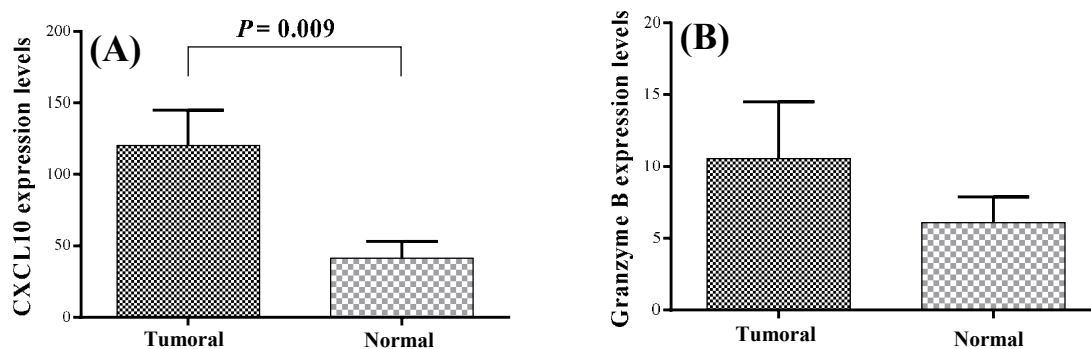 (A)
P = 0.009
CXCL10 expression levels
200
150
100
50
0
Tumoral
Normal
(B)
Granzyme B expression levels
20
15
10
5
0
Tumoral
Normal